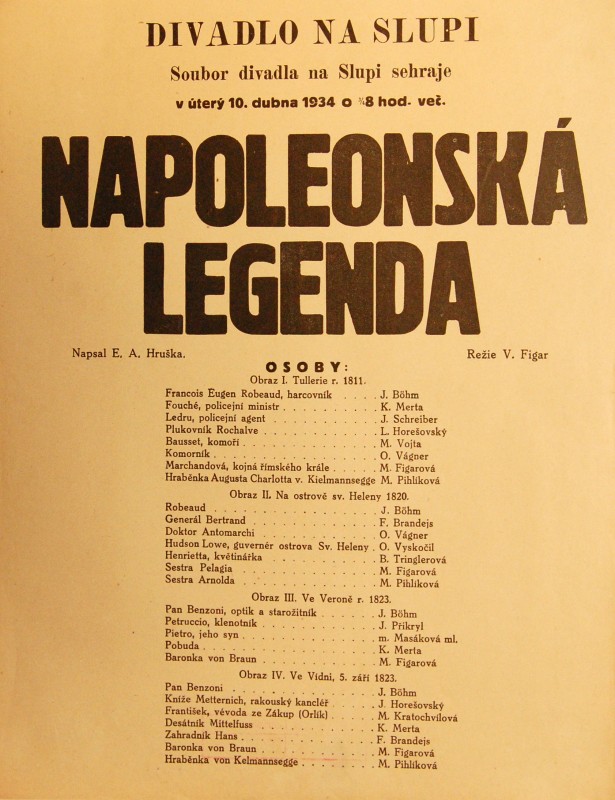 DIVADLO NA SLUPI
Soubor divadla na Slupi sehraje
v úterý 10. dubna 1934 o ¾8 hod. več.
NAPOLEONSKÁ
LEGENDA
Napsal E. A. Hruška. Režie V. Figar
OSOBY:
Obraz I. Tullerie r. 1811.
Francois Eugen Robeaud, harcovník . . . . J. Böhm
Fouché, policejní ministr . . . . . . . . . . K. Merta
Ledru, policejní agent . . . . . . . . . . . J. Schreiber
Plukovník Rochalve . . . . . . . . . . . . L. Horešovský
Bausset, komoří . . . . . . . . . . . . . . M. Vojta
Komorník . . . . . . . . . . . . . . . . O. Vágner
Marchandová, kojná římského krále . . . . . M. Figarová
Hraběnka Augusta Charlotta v. Kielmannsegge M. Pihlíková
Obraz II. Na ostrově sv. Heleny 1820.
Robeaud . . . . . . . . . . . . . . . . . J. Böhm
Generál Bertrand . . . . . . . . . . . . . F. Brandejs
Doktor Antomarchi . . . . . . . . . . . . O. Vágner
Hudson Lowe, guvernér ostrova Sv. Heleny . O. Vyskočil
Henrietta, květinářka . . . . . . . . . . . B. Tringlerová
Sestra Pelagia . . . . . . . . . . . . . . M. Figarová
Sestra Arnolda . . . . . . . . . . . . . . M. Pihlíková
Obraz III. Ve Veroně r. 1823.
Pan Benzoni, optik a starožitník . . . . . . J. Böhm
Petruccio, klenotník . . . . . . . . . . . . J. Přikryl
Pietro, jeho syn . . . . . . . . . . . . . . m. Masáková ml.
Pobuda . . . . . . . . . . . . . . . . . K. Merta
Baronka von Braun . . . . . . . . . . . . M. Figarová
Obraz IV. Ve Vídni, 5. září 1823.
Pan Benzoni . . . . . . . . . . . . . . . J. Böhm
Kníže Metternich, rakouský kancléř . . . . . J. Horešovský
František, vévoda ze Zákup (Orlík) . . . . . M. Kratochvílová
Desátník Mittelfuss . . . . . . . . . . . . K. Merta
Zahradník Hans . . . . . . . . . . . . . . F. Brandejs
Baronka von Braun . . . . . . . . . . . . M. Figarová
Hraběnka von Kelmannsegge . . . . . . . . M. Pihlíková